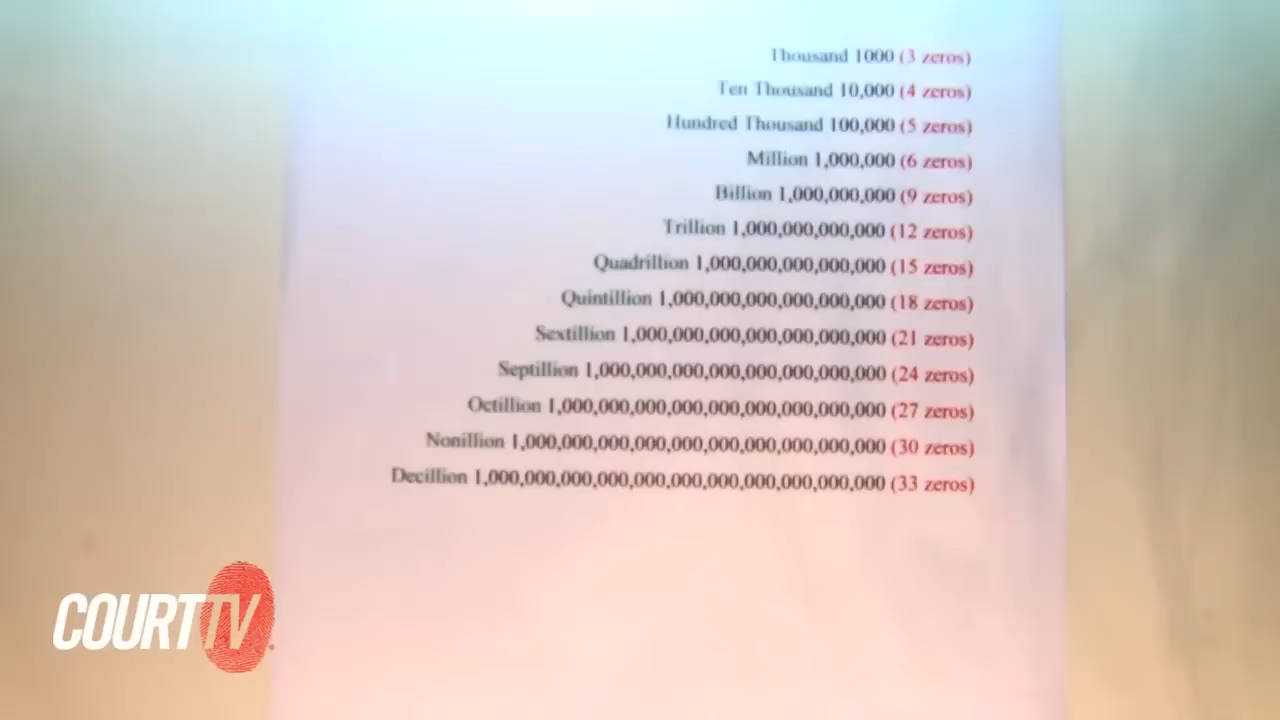 Thousand 1000 (3 zeros)
Ten Thousand 10,000 (4 zeros)
Hundred Thousand 100,000 (5 zeros)
Million 1,000,000 (6 zeros)
Billion 1,000,000,000 (9 zeros)
Trillion 1,000,000,000,000 (12 zeros)
Quadrillion 1,000,000,000,000,000 (15 zeros)
Quintillion 1,000,000,000,000,000,000 (18 zeros)
Sextillion 1,000,000,000,000,000,000,000 (21 zeros)
Septillion 1,000,000,000,000,000,000,000,000 (24 zeros)
Octillion 1,000,000,000,000,000,000,000,000,000 (27 zeros)
Nonillion 1,000,000,000,000,000,000,000,000,000,000 (30 zeros)
Decillion 1,000,000,000,000,000,000,000,000,000,000,000 (33 zeros)
COURT TV